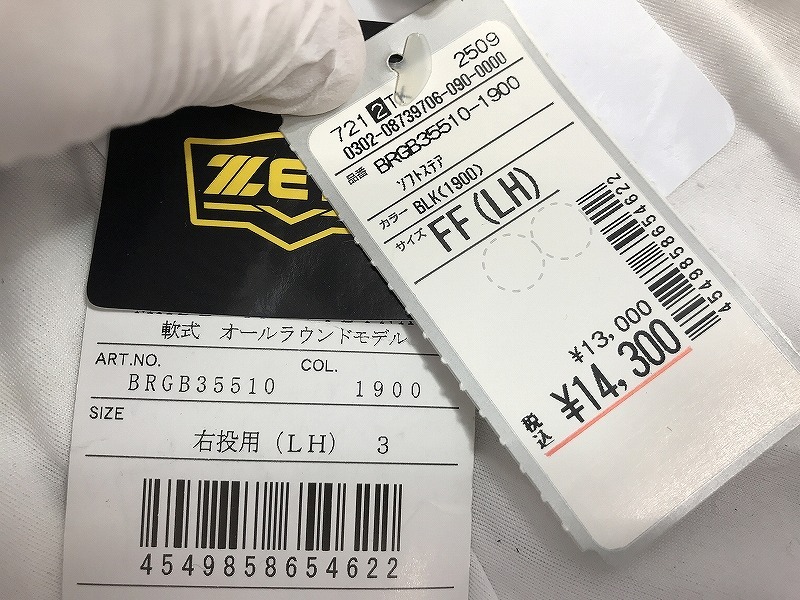 ZE
軟式 オールラウンドモデル
ART.NO. COL.
BRGB35510 1900
SIZE
右投用(LH) 3
4549858654622
721 2 T 2509
0302-08739706-090-0000
品番 BRGB35510-1900
ソフトステア
カラー BLK(1900)
サイズ FF(LH)
4549858654622
¥13,000
税込 ¥14,300